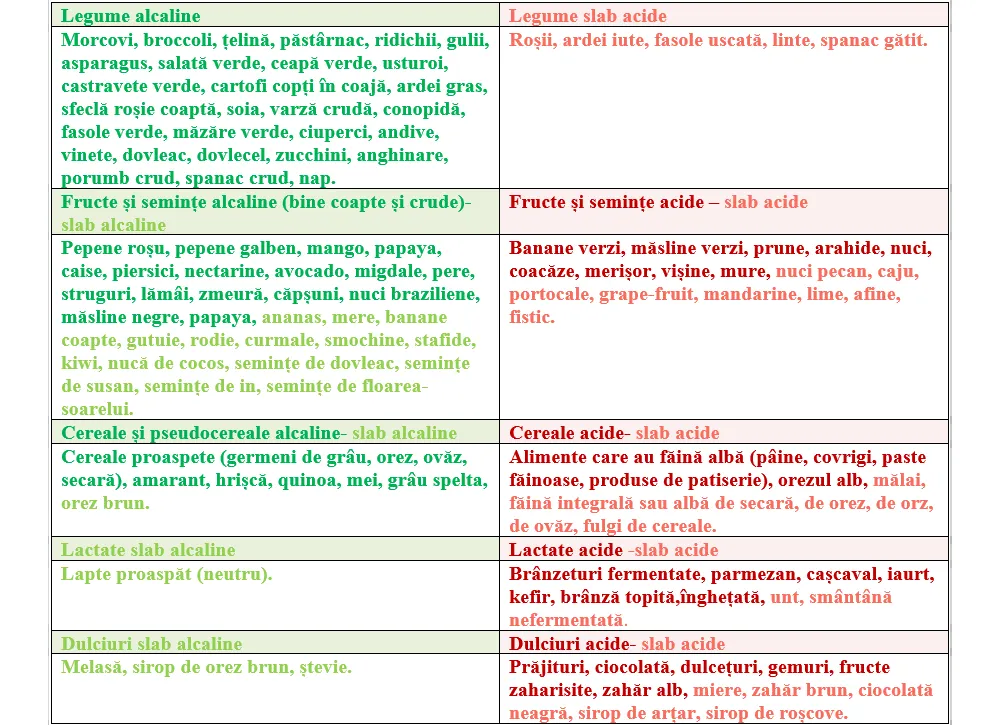 Legume alcaline
Legume slab acide
Morcovi, broccoli, țelină, păstârnac, ridichii, gulii,
asparagus, salată verde, ceapă verde, usturoi,
castravete verde, cartofi copți în coajă, ardei gras,
sfeclă roșie coaptă, soia, varză crudă, conopidă,
fasole verde, măzăre verde, ciuperci, andive,
vinete, dovleac, dovlecel, zucchini, anghinare,
porumb crud, spanac crud, nap.
Roșii, ardei iute, fasole uscată, linte, spanac gătit.
Fructe și semințe alcaline (bine coapte și crude)-
slab alcaline
Fructe și semințe acide – slab acide
Pepene roșu, pepene galben, mango, papaya,
caise, piersici, nectarine, avocado, migdale, pere,
struguri, lămâi, zmeură, căpșuni, nuci braziliene,
măsline negre, papaya, ananas, mere, banane
coapte, gutuie, rodie, curmale, smochine, stafide,
kiwi, nucă de cocos, semințe de dovleac, semințe
de susan, semințe de in, semințe de floarea-
soarelui.
Banane verzi, măsline verzi, prune, arahide, nuci,
coacăze, merișor, vișine, mure, nuci pecan, caju,
portocale, grape-fruit, mandarine, lime, afine,
fistic.
Cereale și pseudocereale alcaline- slab alcaline
Cereale acide- slab acide
Cereale proaspete (germeni de grâu, orez, ovăz,
secară), amarant, hrișcă, quinoa, mei, grâu spelta,
orez brun.
Alimente care au făină albă (pâine, covrigi, paste
făinoase, produse de patiserie), orezul alb, mălai,
făină integrală sau albă de secară, de orez, de orz,
de ovăz, fulgi de cereale.
Lactate slab alcaline
Lactate acide -slab acide
Lapte proaspăt (neutru).
Brânzeturi fermentate, parmezan, cașcaval, iaurt,
kefir, brânză topită,înghețată, unt, smântână
nefermentată.
Dulciuri slab alcaline
Dulciuri acide- slab acide
Melasă, sirop de orez brun, ștevie.
Prăjituri, ciocolată, dulcețuri, gemuri, fructe
zaharisite, zahăr alb, miere, zahăr brun, ciocolată
neagră, sirop de arțar, sirop de roșcove.